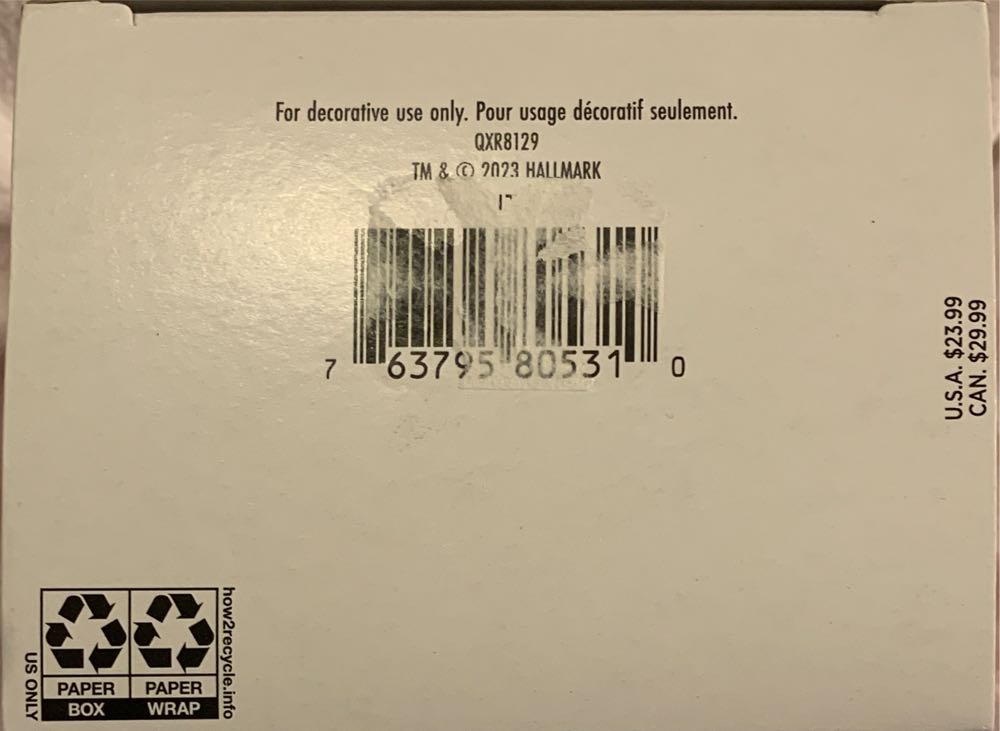 For decorative use only. Pour usage décoratif seulement.
QXR8129
TM & © 2023 HALLMARK
7 63795 80531 0
U.S.A. $23.99
CAN. $29.99
US ONLY
PAPER
BOX
PAPER
WRAP
how2recycle.info